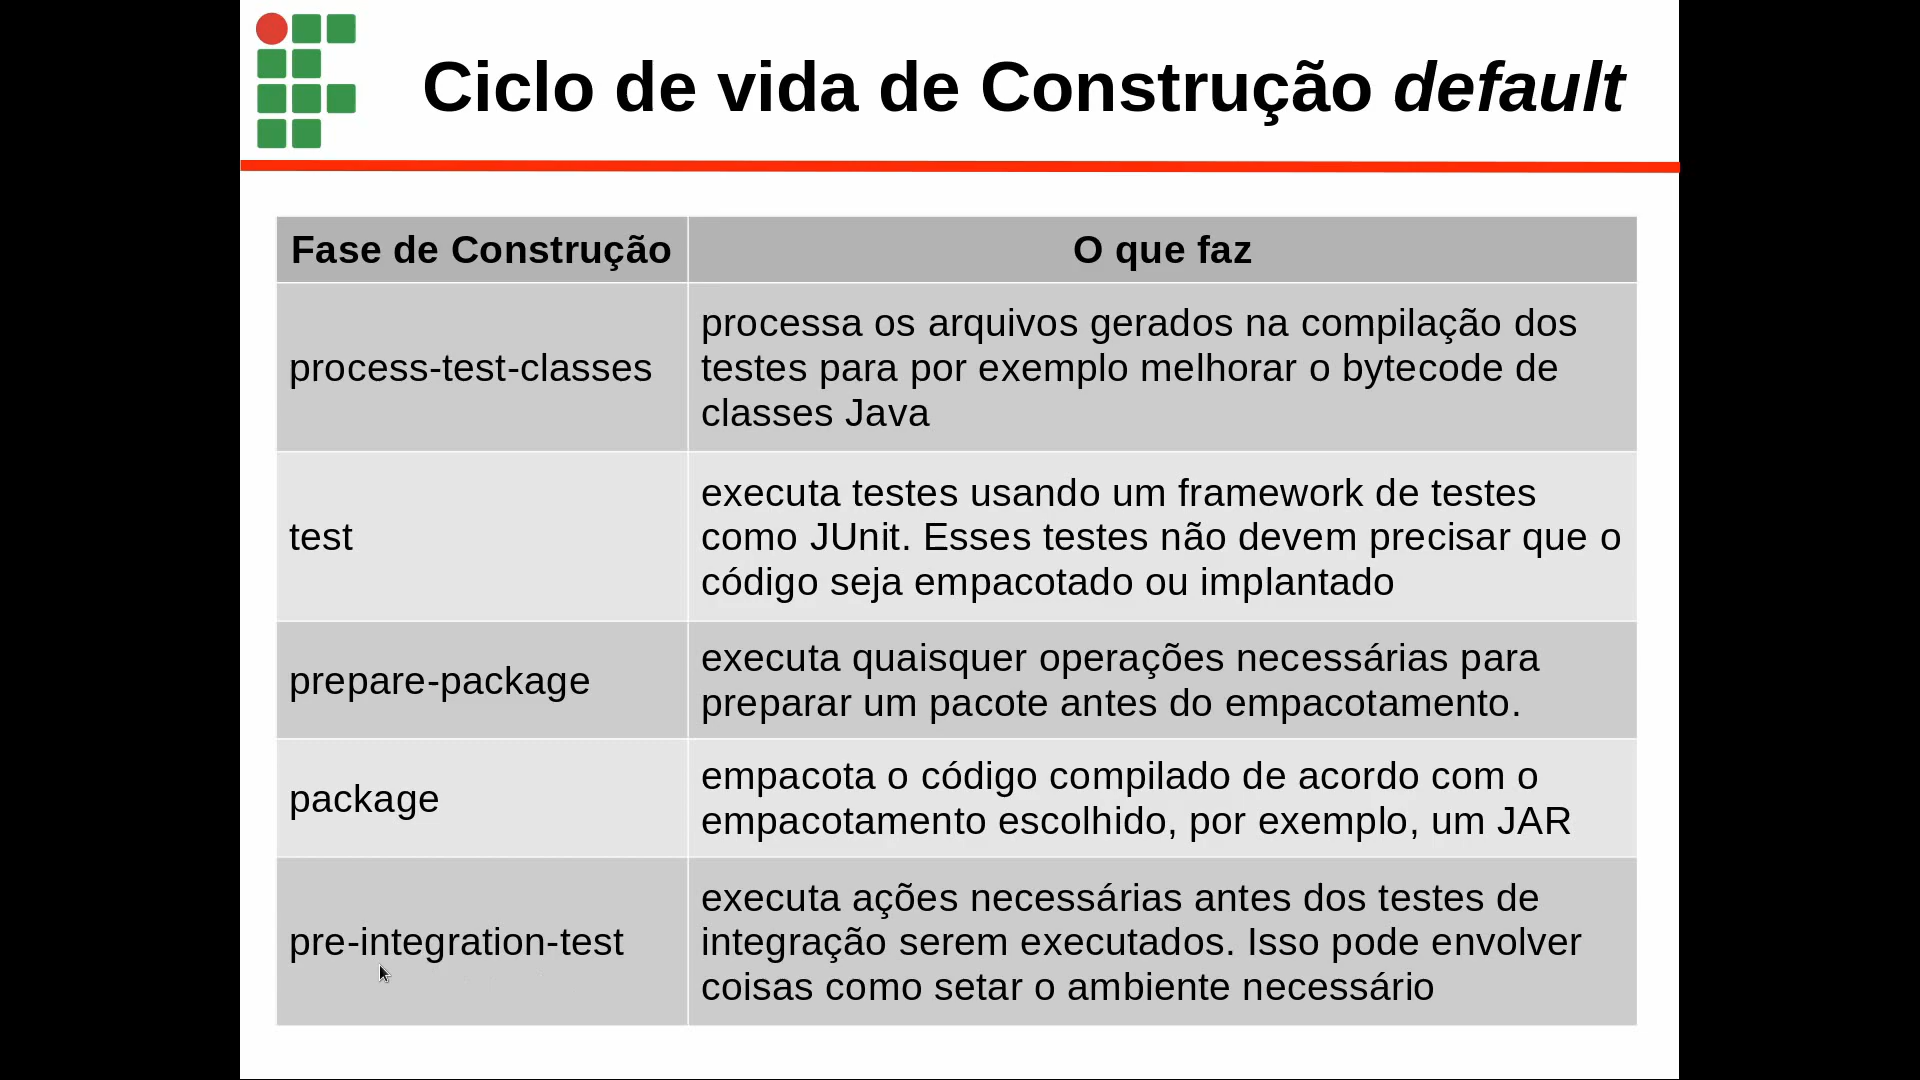 Ciclo de vida de Construção default
Fase de Construção
O que faz
process-test-classes
processa os arquivos gerados na compilação dos
testes para por exemplo melhorar o bytecode de
classes Java
test
executa testes usando um framework de testes
como JUnit. Esses testes não devem precisar que o
código seja empacotado ou implantado
prepare-package
executa quaisquer operações necessárias para
preparar um pacote antes do empacotamento.
package
empacota o código compilado de acordo com o
empacotamento escolhido, por exemplo, um JAR
pre-integration-test
executa ações necessárias antes dos testes de
integração serem executados. Isso pode envolver
coisas como setar o ambiente necessário